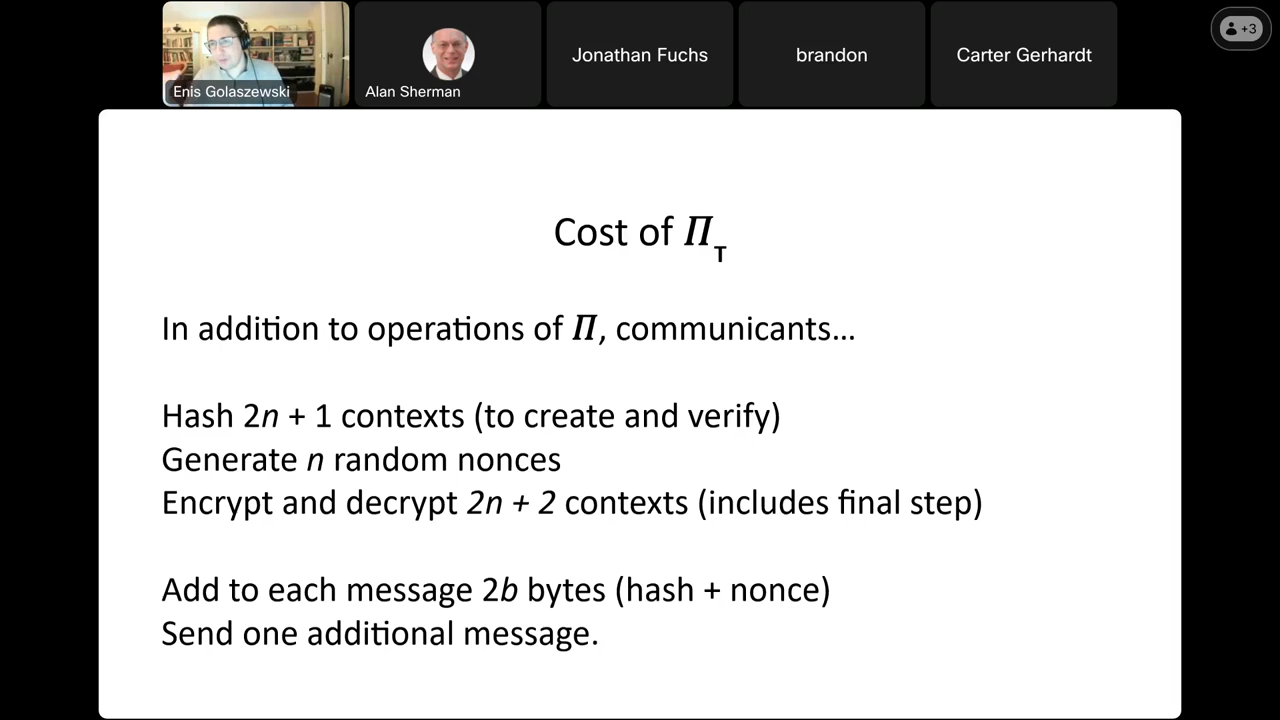 Enis Golaszewski
Alan Sherman
Jonathan Fuchs
brandon
Carter Gerhardt
+3
Cost of Π_T
In addition to operations of Π, communicants...
Hash 2n + 1 contexts (to create and verify)
Generate n random nonces
Encrypt and decrypt 2n + 2 contexts (includes final step)
Add to each message 2b bytes (hash + nonce)
Send one additional message.